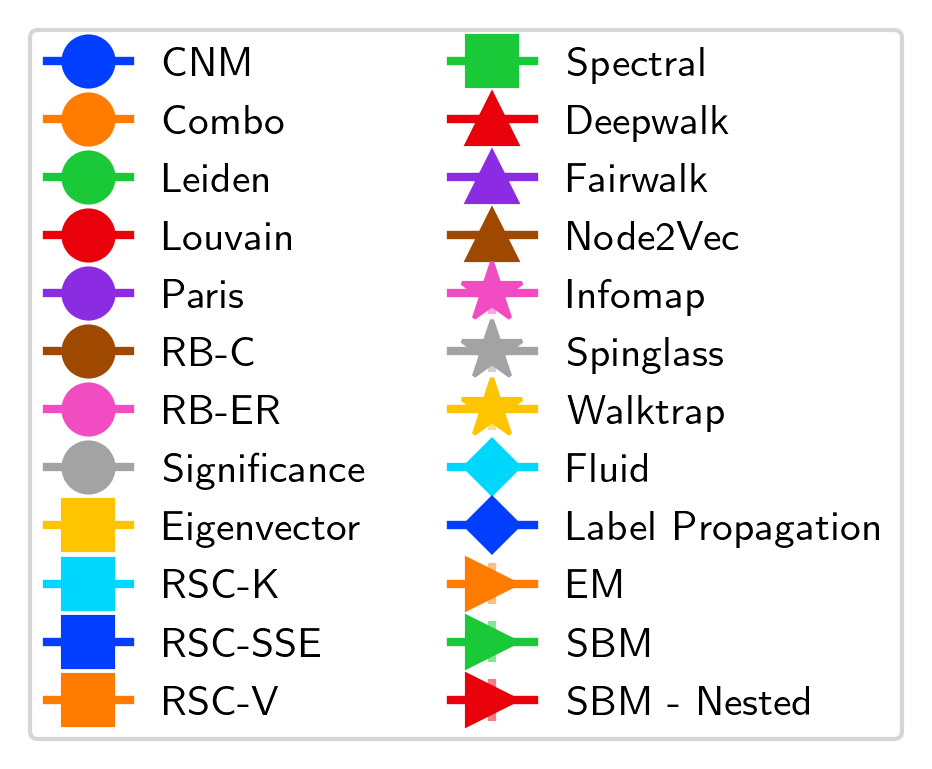 CNM
Combo
Leiden
Louvain
Paris
RB-C
RB-ER
Significance
Eigenvector
RSC-K
RSC-SSE
RSC-V
Spectral
Deepwalk
Fairwalk
Node2Vec
Infomap
Spinglass
Walktrap
Fluid
Label Propagation
EM
SBM
SBM - Nested